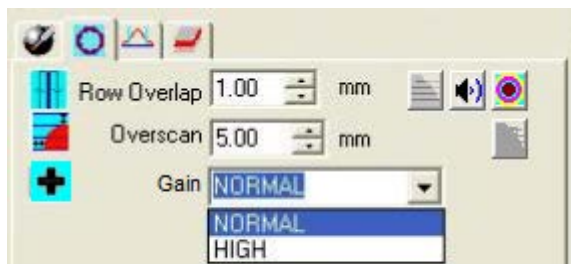 Row Overlap 1.00 mm
Overscan 5.00 mm
Gain NORMAL
NORMAL
HIGH